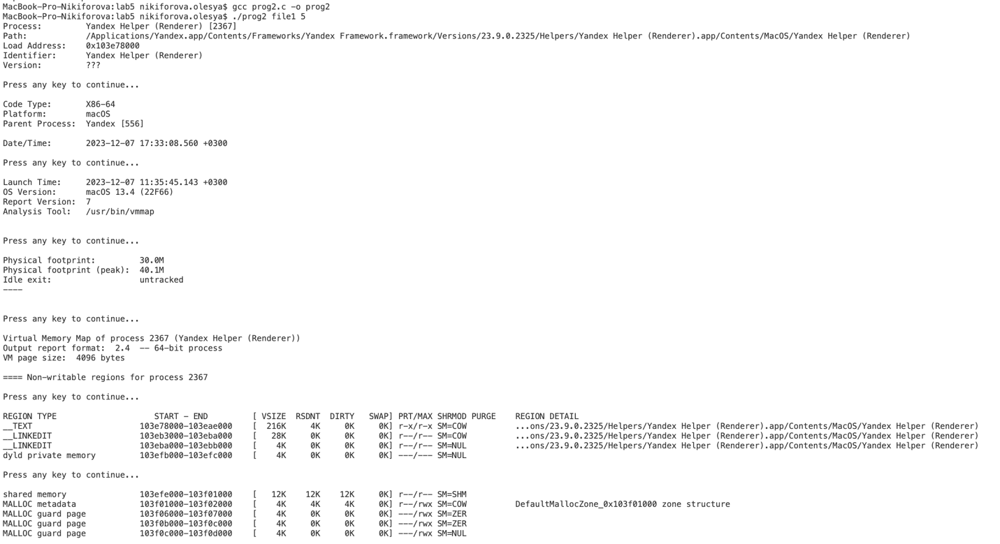 MacBook-Pro-Nikiforova:lab5 nikiforova.olesya$ gcc prog2.c -o prog2
MacBook-Pro-Nikiforova:lab5 nikiforova.olesya$ ./prog2 file1 5
Process:         Yandex Helper (Renderer) [2367]
Path:            /Applications/Yandex.app/Contents/Frameworks/Yandex Framework.framework/Versions/23.9.0.2325/Helpers/Yandex Helper (Renderer).app/Contents/MacOS/Yandex Helper (Renderer)
Load Address:    0x103e78000
Identifier:      Yandex Helper (Renderer)
Version:         ???
Press any key to continue...
Code Type:       X86-64
Platform:        macOS
Parent Process:  Yandex [556]
Date/Time:       2023-12-07 17:33:08.560 +0300
Press any key to continue...
Launch Time:     2023-12-07 11:35:45.143 +0300
OS Version:      macOS 13.4 (22F66)
Report Version:  7
Analysis Tool:   /usr/bin/vmmap
Press any key to continue...
Physical footprint:         30.0M
Physical footprint (peak):  40.1M
Idle exit:                  untracked
----
Press any key to continue...
Virtual Memory Map of process 2367 (Yandex Helper (Renderer))
Output report format:  2.4  -- 64-bit process
VM page size:  4096 bytes
==== Non-writable regions for process 2367
Press any key to continue...
REGION TYPE                    START - END         [ VSIZE  RSDNT  DIRTY   SWAP] PRT/MAX SHRMOD PURGE    REGION DETAIL
__TEXT                      103e78000-103eae000    [  216K     4K     0K     0K] r-x/r-x SM=COW          ...ons/23.9.0.2325/Helpers/Yandex Helper (Renderer).app/Contents/MacOS/Yandex Helper (Renderer)
__LINKEDIT                  103eb3000-103eba000    [   28K     0K     0K     0K] r--/r-- SM=COW          ...ons/23.9.0.2325/Helpers/Yandex Helper (Renderer).app/Contents/MacOS/Yandex Helper (Renderer)
__LINKEDIT                  103eba000-103ebb000    [    4K     0K     0K     0K] r--/r-- SM=NUL          ...ons/23.9.0.2325/Helpers/Yandex Helper (Renderer).app/Contents/MacOS/Yandex Helper (Renderer)
dyld private memory         103efb000-103efc000    [    4K     0K     0K     0K] ---/--- SM=NUL
Press any key to continue...
shared memory               103efe000-103f01000    [   12K    12K    12K     0K] r--/r-- SM=SHM
MALLOC metadata             103f01000-103f02000    [    4K     4K     4K     0K] r--/rwx SM=COW          DefaultMallocZone_0x103f01000 zone structure
MALLOC guard page           103f06000-103f07000    [    4K     0K     0K     0K] ---/rwx SM=ZER
MALLOC guard page           103f0b000-103f0c000    [    4K     0K     0K     0K] ---/rwx SM=ZER
MALLOC guard page           103f0c000-103f0d000    [    4K     0K     0K     0K] ---/rwx SM=NUL